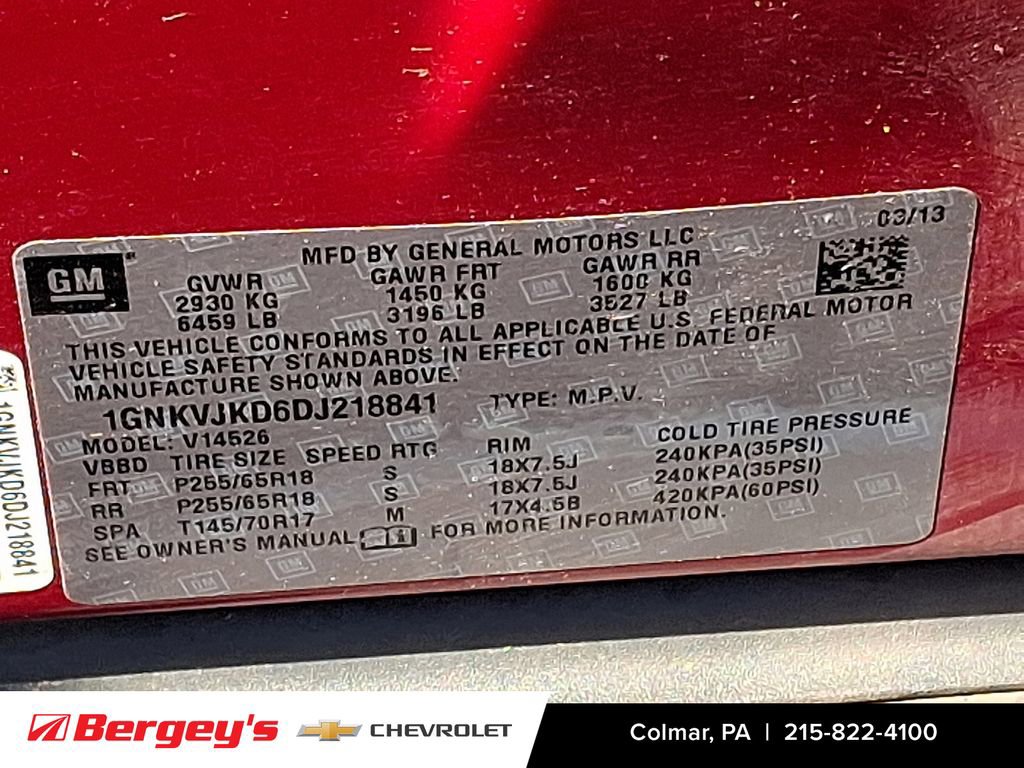 03/13
MFD BY GENERAL MOTORS LLC
GM
GVWR GAWR FRT GAWR RR
2930 KG 1450 KG 1600 KG
6459 LB 3196 LB 3527 LB
THIS VEHICLE CONFORMS TO ALL APPLICABLE U.S. FEDERAL MOTOR
VEHICLE SAFETY STANDARDS IN EFFECT ON THE DATE OF
MANUFACTURE SHOWN ABOVE.
1GNKVJKD6DJ218841 TYPE: M.P.V.
MODEL: V14526
VBBD TIRE SIZE SPEED RTG RIM COLD TIRE PRESSURE
FRT P255/65R18 S 18X7.5J 240KPA(35PSI)
RR P255/65R18 S 18X7.5J 240KPA(35PSI)
SPA T145/70R17 M 17X4.5B 420KPA(60PSI)
SEE OWNER'S MANUAL FOR MORE INFORMATION.
1GNKVJKD6DJ218841
Bergey's CHEVROLET
Colmar, PA | 215-822-4100